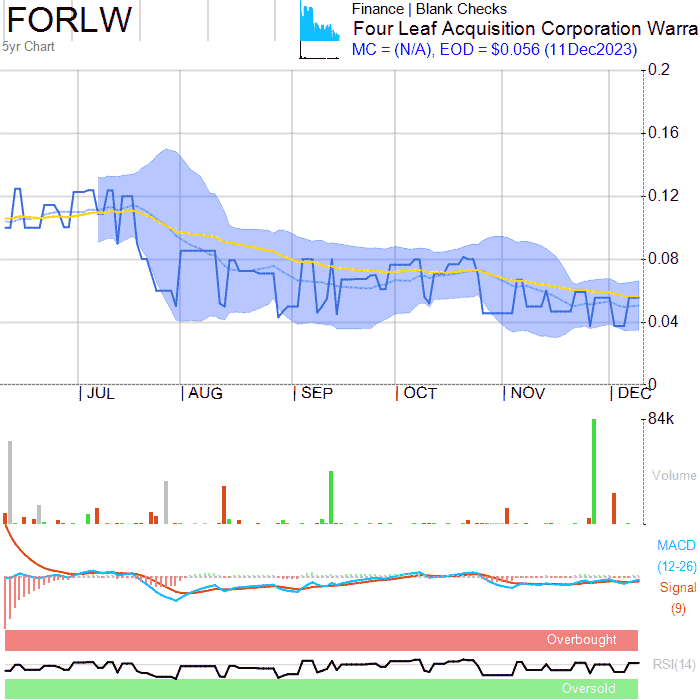 FORLW
5yr Chart
Finance | Blank Checks
Four Leaf Acquisition Corporation Warra
MC = (N/A), EOD = $0.056 (11Dec2023)
0.2
0.16
0.12
0.08
0.04
0
JUL
AUG
SEP
OCT
NOV
DEC
84k
Volume
MACD
(12-26)
Signal
(9)
Overbought
RSI(14)
Oversold